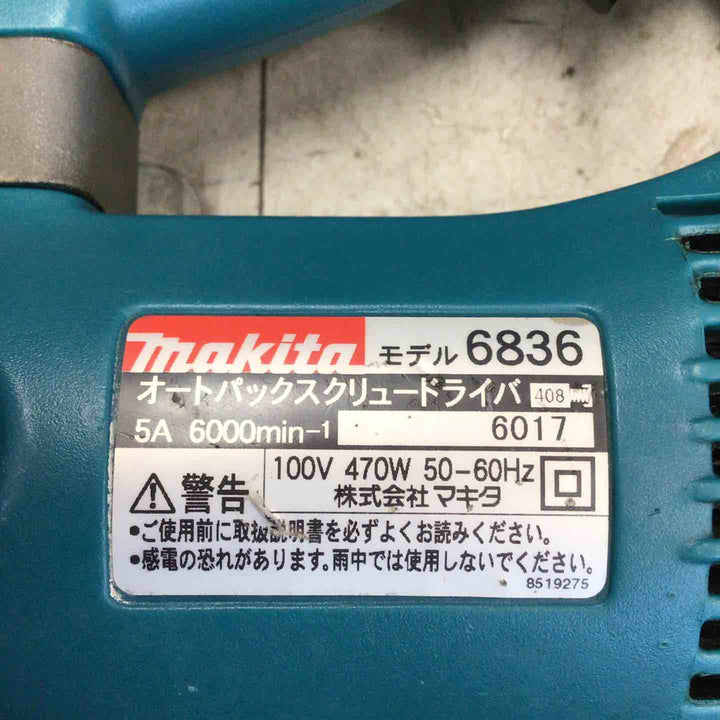 makita モデル 6836
オートパックスクリュードライバ 408
5A 6000min-1 6017
100V 470W 50-60Hz
株式会社 マキタ
警告
•ご使用前に取扱説明書を必ずよくお読みください。
•感電の恐れがあります。雨中では使用しないでください。
8519275